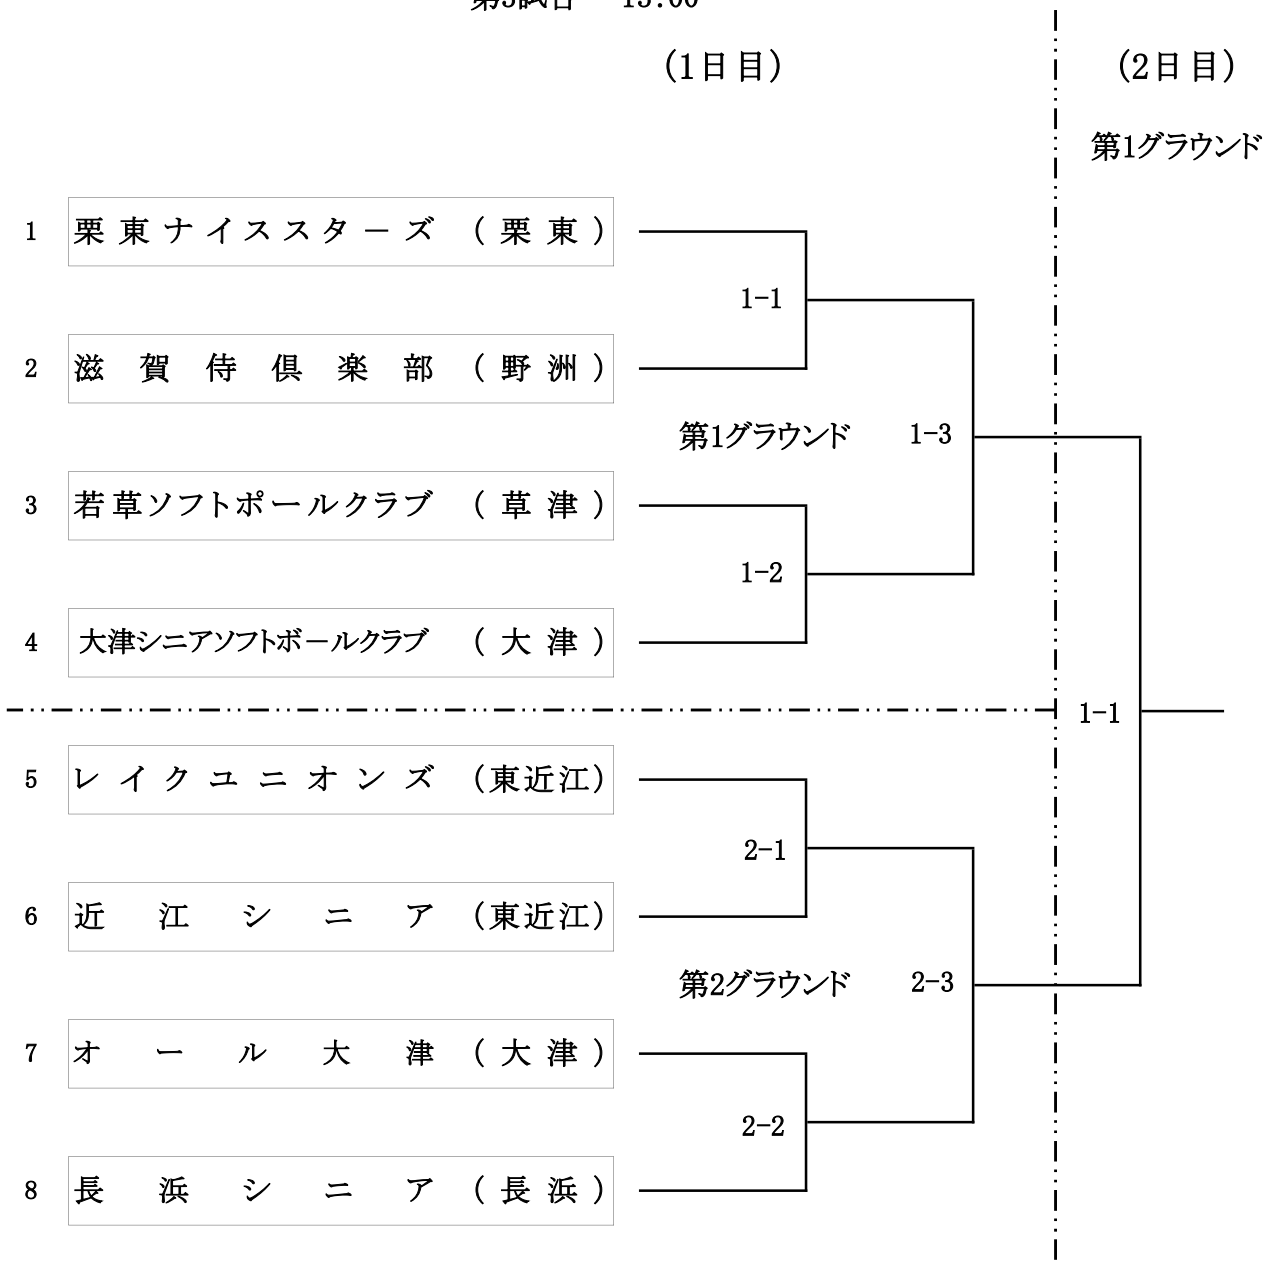 (1日目) (2日目)
第1グラウンド
1 栗東ナイススターズ (栗東)
1-1
2 滋賀侍倶楽部 (野洲)
第1グラウンド 1-3
3 若草ソフトボールクラブ (草津)
1-2
4 大津シニアソフトボールクラブ (大津)
1-1
5 レイクユニオンズ (東近江)
2-1
6 近江シニア (東近江)
第2グラウンド 2-3
7 オール大津 (大津)
2-2
8 長浜シニア (長浜)